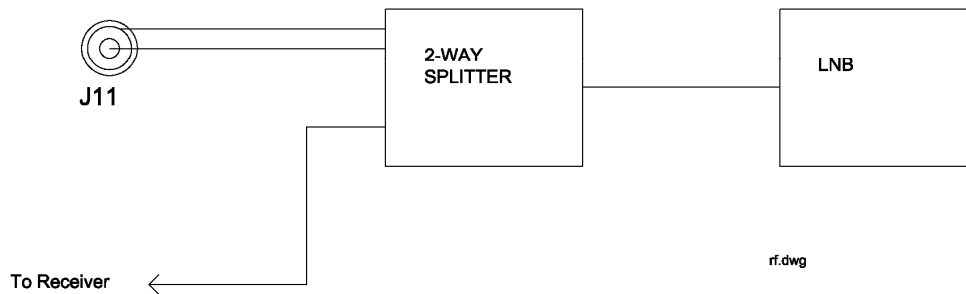 2-WAY
SPLITTER
LNB
J11
rf.dwg
To Receiver